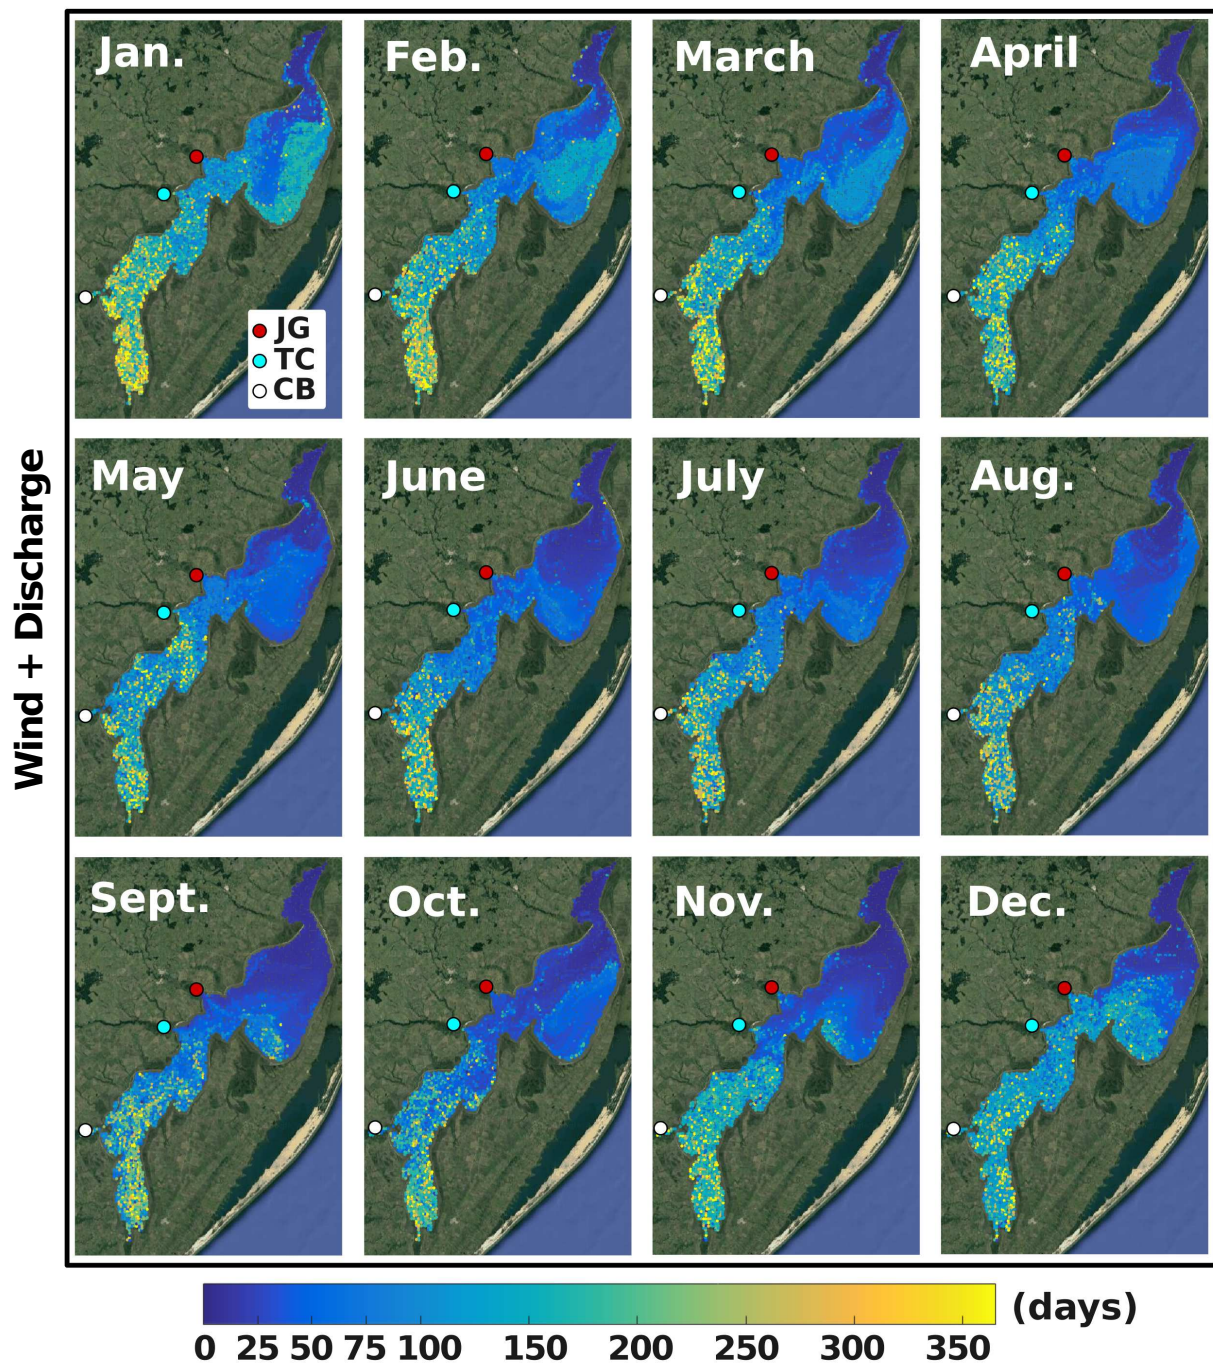 Jan.
Feb.
March
April
JG
TC
CB
May
June
July
Aug.
Wind + Discharge
Sept.
Oct.
Nov.
Dec.
0 25 50 75 100 150 200 250 300 350 (days)